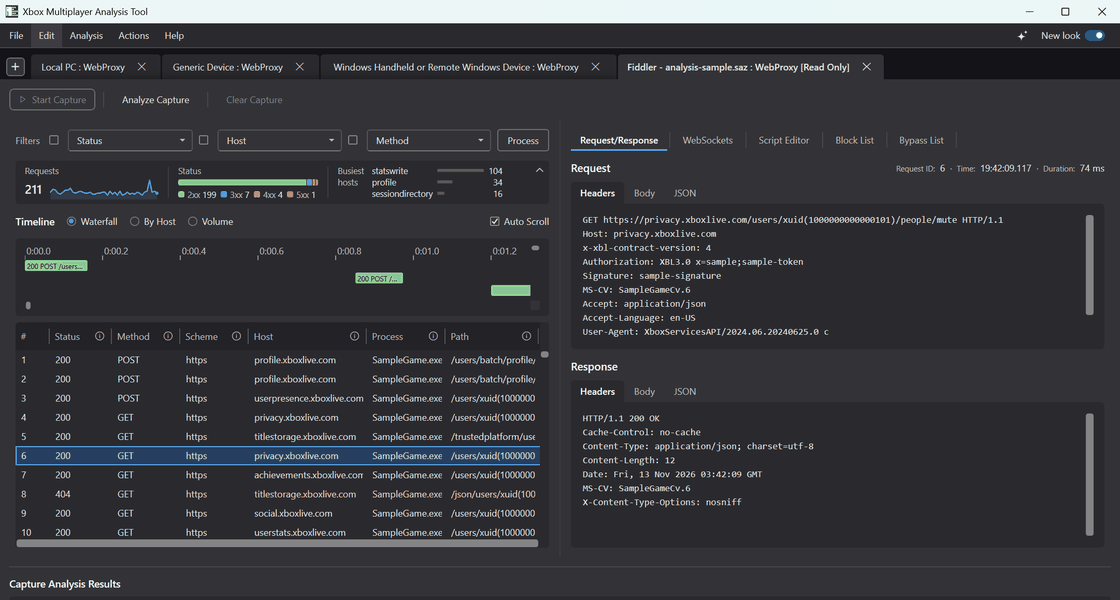 Xbox Multiplayer Analysis Tool
File Edit Analysis Actions Help New look
Local PC : WebProxy Generic Device : WebProxy Windows Handheld or Remote Windows Device : WebProxy Fiddler - analysis-sample.saz : WebProxy [Read Only]
Start Capture Analyze Capture Clear Capture
Filters Status Host Method Process
Requests
211
Status
2xx 199 3xx 7 4xx 4 5xx 1
Busiest hosts
statswrite 104
profile 34
sessiondirectory 16
Timeline Waterfall By Host Volume Auto Scroll
0:00.0 0:00.2 0:00.4 0:00.6 0:00.8 0:01.0 0:01.2
200 POST /users...
200 POST /...
# Status Method Scheme Host Process Path
1 200 POST https profile.xboxlive.com SampleGame.exe /users/batch/profile/
2 200 POST https profile.xboxlive.com SampleGame.exe /users/batch/profile/
3 200 POST https userpresence.xboxlive.com SampleGame.exe /users/xuid(1000000
4 200 GET https privacy.xboxlive.com SampleGame.exe /users/xuid(1000000
5 200 GET https titlestorage.xboxlive.com SampleGame.exe /trustedplatform/use
6 200 GET https privacy.xboxlive.com SampleGame.exe /users/xuid(1000000
7 200 GET https achievements.xboxlive.com SampleGame.exe /users/xuid(1000000
8 404 GET https titlestorage.xboxlive.com SampleGame.exe /json/users/xuid(100
9 200 GET https social.xboxlive.com SampleGame.exe /users/xuid(1000000
10 200 GET https userstats.xboxlive.com SampleGame.exe /users/xuid(1000000
Request/Response WebSockets Script Editor Block List Bypass List
Request Request ID: 6 · Time: 19:42:09.117 · Duration: 74 ms
Headers Body JSON
GET https://privacy.xboxlive.com/users/xuid(1000000000000101)/people/mute HTTP/1.1
Host: privacy.xboxlive.com
x-xbl-contract-version: 4
Authorization: XBL3.0 x=sample;sample-token
Signature: sample-signature
MS-CV: SampleGameCv.6
Accept: application/json
Accept-Language: en-US
User-Agent: XboxServicesAPI/2024.06.20240625.0 c
Response
Headers Body JSON
HTTP/1.1 200 OK
Cache-Control: no-cache
Content-Type: application/json; charset=utf-8
Content-Length: 12
Date: Fri, 13 Nov 2026 03:42:09 GMT
MS-CV: SampleGameCv.6
X-Content-Type-Options: nosniff
Capture Analysis Results